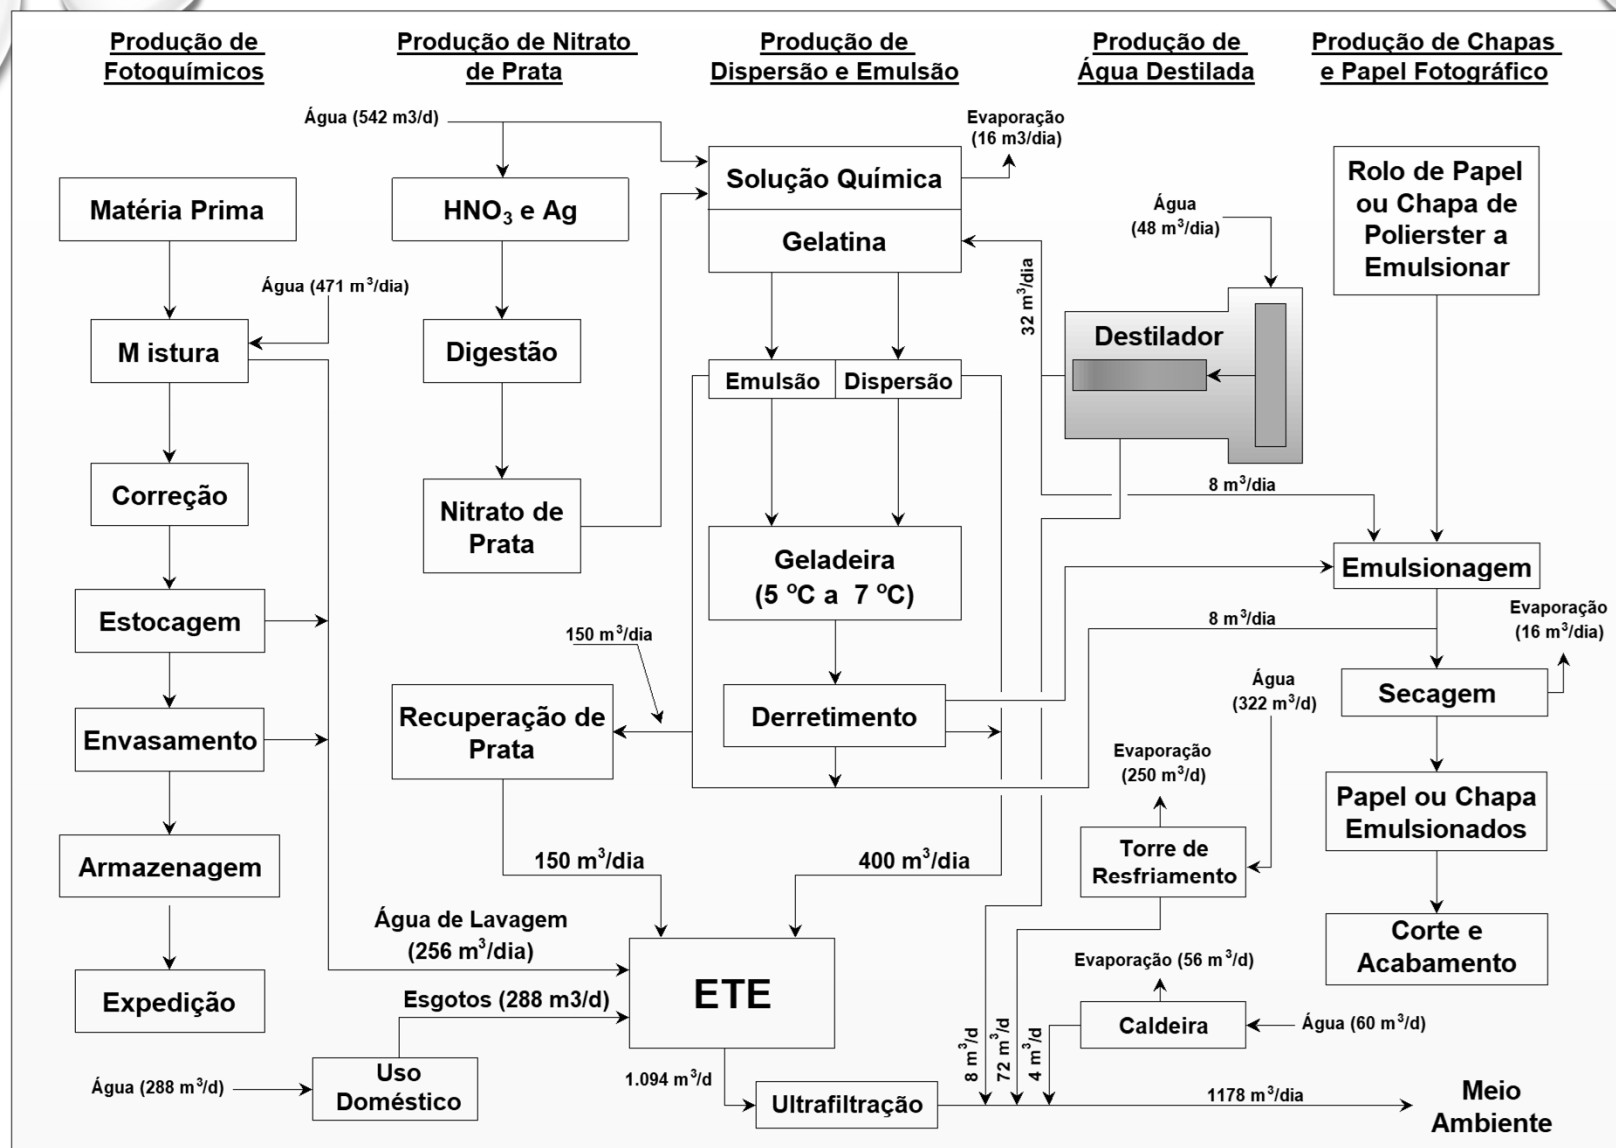 Produção de
Fotoquímicos
Produção de Nitrato
de Prata
Produção de
Dispersão e Emulsão
Produção de
Água Destilada
Produção de Chapas
e Papel Fotográfico
Água (542 m3/d)
Evaporação
(16 m3/dia)
Matéria Prima
HNO₃ e Ag
Solução Química
Gelatina
Água
(48 m³/dia)
Rolo de Papel
ou Chapa de
Polierster a
Emulsionar
Água (471 m³/dia)
32 m³/dia
M istura
Digestão
Destilador
Emulsão
Dispersão
Correção
Nitrato de
Prata
8 m³/dia
Geladeira
(5 ºC a 7 ºC)
Emulsionagem
Estocagem
150 m³/dia
8 m³/dia
Evaporação
(16 m³/dia)
Água
(322 m³/d)
Secagem
Envasamento
Recuperação de
Prata
Derretimento
Evaporação
(250 m³/d)
Papel ou Chapa
Emulsionados
Armazenagem
150 m³/dia
400 m³/dia
Torre de
Resfriamento
Água de Lavagem
(256 m³/dia)
Corte e
Acabamento
Expedição
Esgotos (288 m3/d)
ETE
Evaporação (56 m³/d)
Caldeira
Água (60 m³/d)
8 m³/d
72 m³/d
4 m³/d
Água (288 m³/d)
Uso
Doméstico
1.094 m³/d
Ultrafiltração
1178 m³/dia
Meio
Ambiente